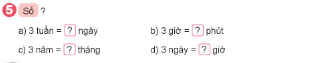 5 Số ?
a) 3 tuần = ? ngày b) 3 giờ = ? phút
c) 3 năm = ? tháng d) 3 ngày = ? giờ